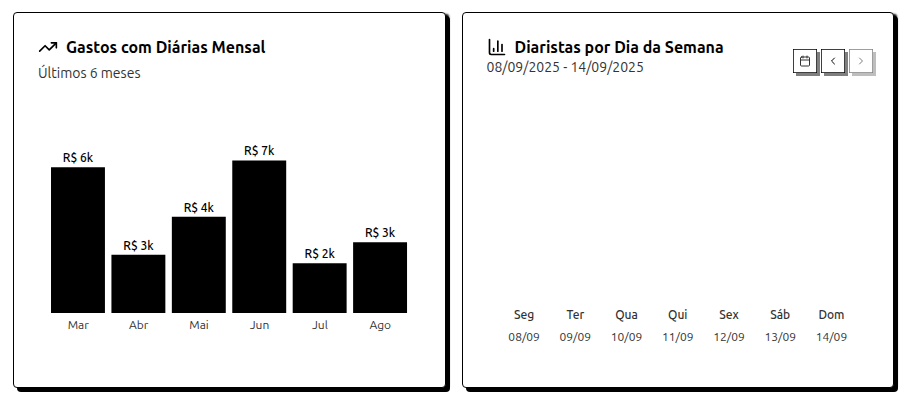 Gastos com Diárias Mensal
Últimos 6 meses
R$ 6k
R$ 3k
R$ 4k
R$ 7k
R$ 2k
R$ 3k
Mar Abr Mai Jun Jul Ago
Diaristas por Dia da Semana
08/09/2025 - 14/09/2025
Seg Ter Qua Qui Sex Sáb Dom
08/09 09/09 10/09 11/09 12/09 13/09 14/09